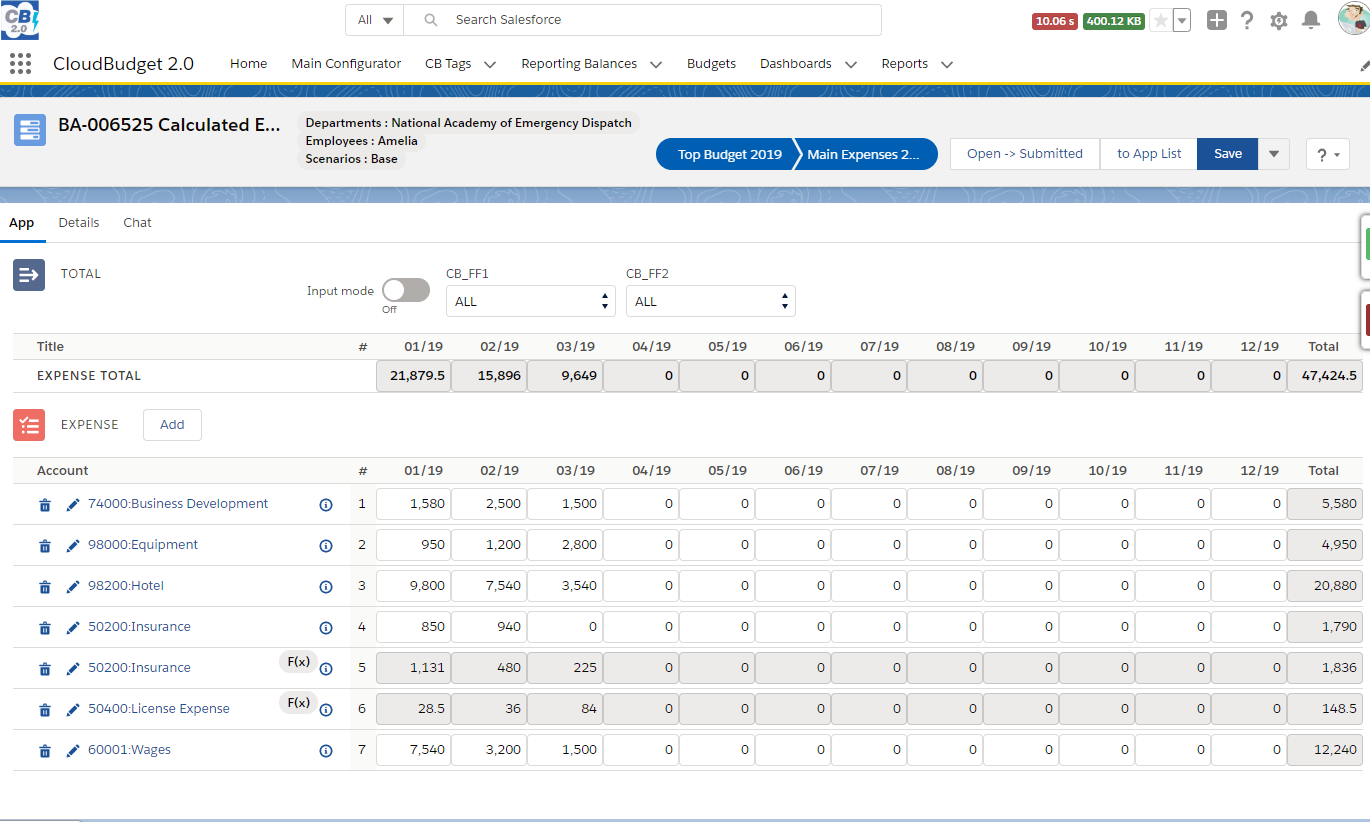 CB 2.0
All Search Salesforce 10.06 s 400.12 KB
CloudBudget 2.0 Home Main Configurator CB Tags Reporting Balances Budgets Dashboards Reports
BA-006525 Calculated E...
Departments : National Academy of Emergency Dispatch
Employees : Amelia
Scenarios : Base
Top Budget 2019 Main Expenses 2... Open -> Submitted to App List Save ?
App Details Chat
TOTAL
Input mode Off
CB_FF1 ALL
CB_FF2 ALL
Title # 01/19 02/19 03/19 04/19 05/19 06/19 07/19 08/19 09/19 10/19 11/19 12/19 Total
EXPENSE TOTAL 21,879.5 15,896 9,649 0 0 0 0 0 0 0 0 0 47,424.5
EXPENSE Add
Account # 01/19 02/19 03/19 04/19 05/19 06/19 07/19 08/19 09/19 10/19 11/19 12/19 Total
74000:Business Development 1 1,580 2,500 1,500 0 0 0 0 0 0 0 0 0 5,580
98000:Equipment 2 950 1,200 2,800 0 0 0 0 0 0 0 0 0 4,950
98200:Hotel 3 9,800 7,540 3,540 0 0 0 0 0 0 0 0 0 20,880
50200:Insurance 4 850 940 0 0 0 0 0 0 0 0 0 0 1,790
50200:Insurance F(x) 5 1,131 480 225 0 0 0 0 0 0 0 0 0 1,836
50400:License Expense F(x) 6 28.5 36 84 0 0 0 0 0 0 0 0 0 148.5
60001:Wages 7 7,540 3,200 1,500 0 0 0 0 0 0 0 0 0 12,240